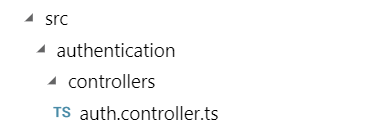 src
authentication
controllers
TS auth.controller.ts